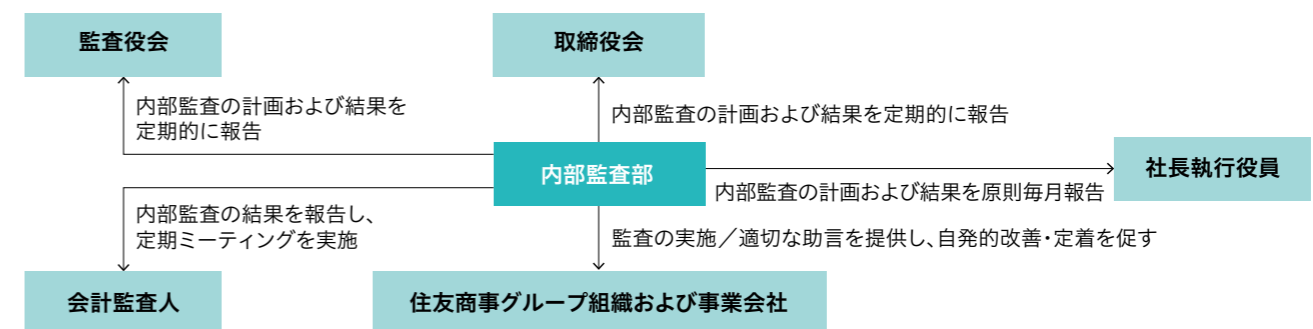 監査役会
取締役会
内部監査の計画および結果を
定期的に報告
内部監査の計画および結果を定期的に報告
内部監査部
社長執行役員
内部監査の計画および結果を原則毎月報告
内部監査の結果を報告し、
定期ミーティングを実施
監査の実施／適切な助言を提供し、自発的改善・定着を促す
会計監査人
住友商事グループ組織および事業会社